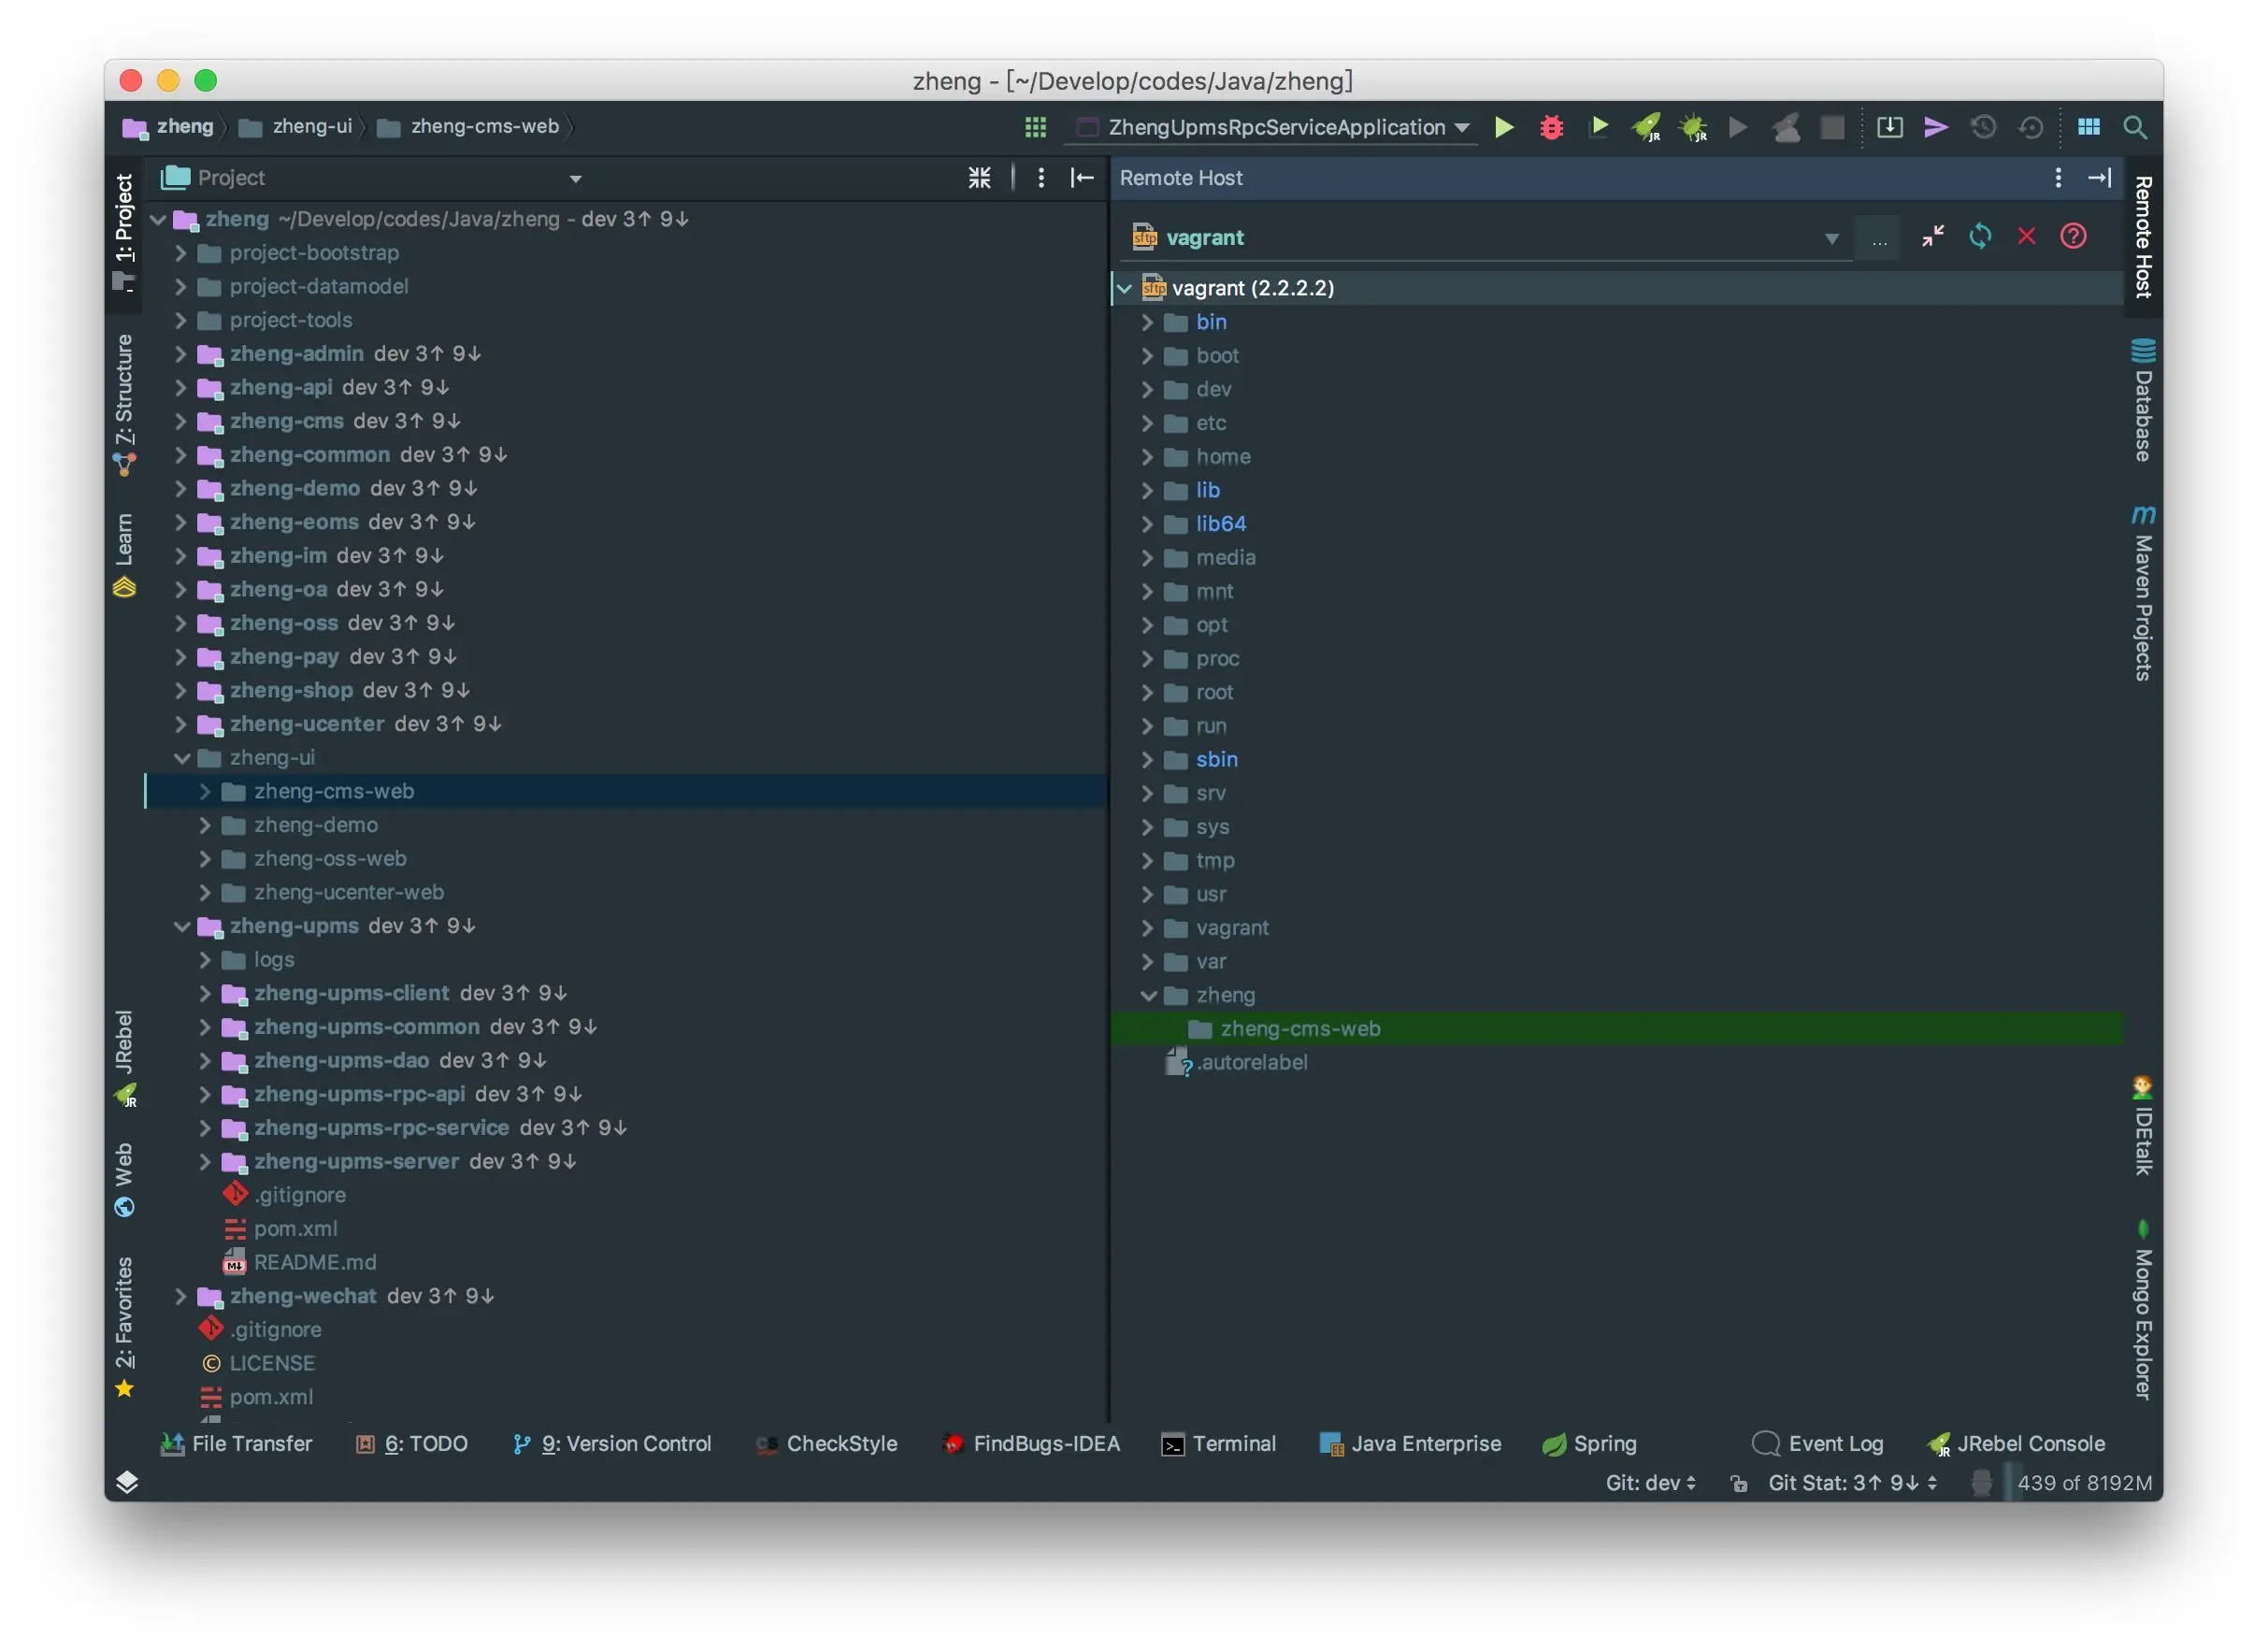 zheng - [~/Develop/codes/Java/zheng]
zheng zheng-ui zheng-cms-web
ZhengUpmsRpcServiceApplication
Project
zheng ~/Develop/codes/Java/zheng - dev 3↑ 9↓
project-bootstrap
project-datamodel
project-tools
zheng-admin dev 3↑ 9↓
zheng-api dev 3↑ 9↓
zheng-cms dev 3↑ 9↓
zheng-common dev 3↑ 9↓
zheng-demo dev 3↑ 9↓
zheng-eoms dev 3↑ 9↓
zheng-im dev 3↑ 9↓
zheng-oa dev 3↑ 9↓
zheng-oss dev 3↑ 9↓
zheng-pay dev 3↑ 9↓
zheng-shop dev 3↑ 9↓
zheng-ucenter dev 3↑ 9↓
zheng-ui
zheng-cms-web
zheng-demo
zheng-oss-web
zheng-ucenter-web
zheng-upms dev 3↑ 9↓
logs
zheng-upms-client dev 3↑ 9↓
zheng-upms-common dev 3↑ 9↓
zheng-upms-dao dev 3↑ 9↓
zheng-upms-rpc-api dev 3↑ 9↓
zheng-upms-rpc-service dev 3↑ 9↓
zheng-upms-server dev 3↑ 9↓
.gitignore
pom.xml
README.md
zheng-wechat dev 3↑ 9↓
.gitignore
LICENSE
pom.xml
Remote Host
vagrant
...
vagrant (2.2.2.2)
bin
boot
dev
etc
home
lib
lib64
media
mnt
opt
proc
root
run
sbin
srv
sys
tmp
usr
vagrant
var
zheng
zheng-cms-web
.autorelabel
1: Project
7: Structure
Learn
JRebel
Web
2: Favorites
Remote Host
Database
Maven Projects
IDEtalk
Mongo Explorer
File Transfer
6: TODO
9: Version Control
CheckStyle
FindBugs-IDEA
Terminal
Java Enterprise
Spring
Event Log
JRebel Console
Git: dev
Git Stat: 3↑ 9↓
439 of 8192M